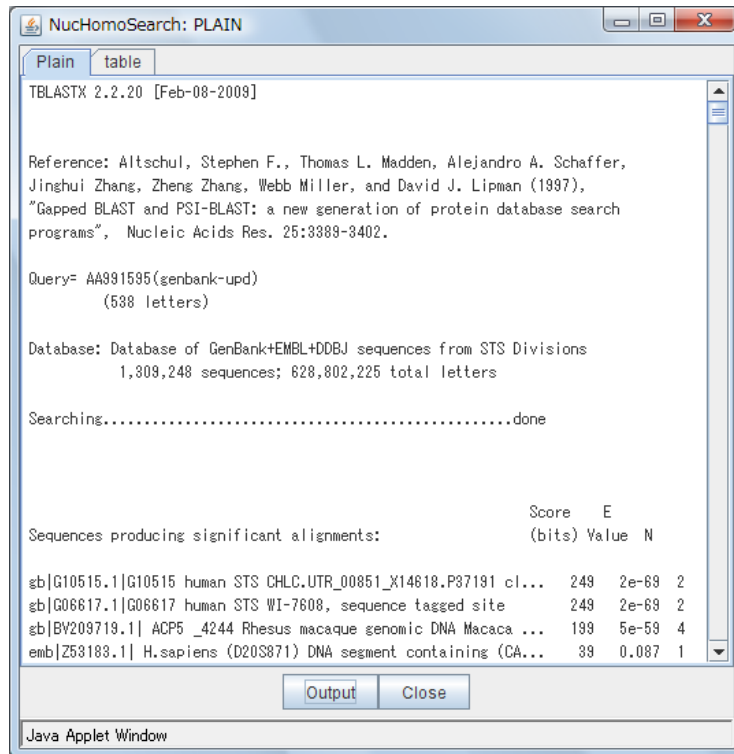 NucHomoSearch: PLAIN
Plain table
TBLASTX 2.2.20 [Feb-08-2009]
Reference: Altschul, Stephen F., Thomas L. Madden, Alejandro A. Schaffer,
Jinghui Zhang, Zheng Zhang, Webb Miller, and David J. Lipman (1997),
"Gapped BLAST and PSI-BLAST: a new generation of protein database search
programs", Nucleic Acids Res. 25:3389-3402.
Query= AA991595(genbank-upd)
(538 letters)
Database: Database of GenBank+EMBL+DDBJ sequences from STS Divisions
1,309,248 sequences; 628,802,225 total letters
Searching..................................................done
Score E
Sequences producing significant alignments: (bits) Value N
gb|G10515.1|G10515 human STS CHLC.UTR_00851_X14618.P37191 cl... 249 2e-69 2
gb|G06617.1|G06617 human STS WI-7608, sequence tagged site 249 2e-69 2
gb|BV209719.1| ACP5 _4244 Rhesus macaque genomic DNA Macaca ... 199 5e-59 4
emb|Z53183.1| H.sapiens (D20S871) DNA segment containing (CA... 39 0.087 1
Output Close
Java Applet Window